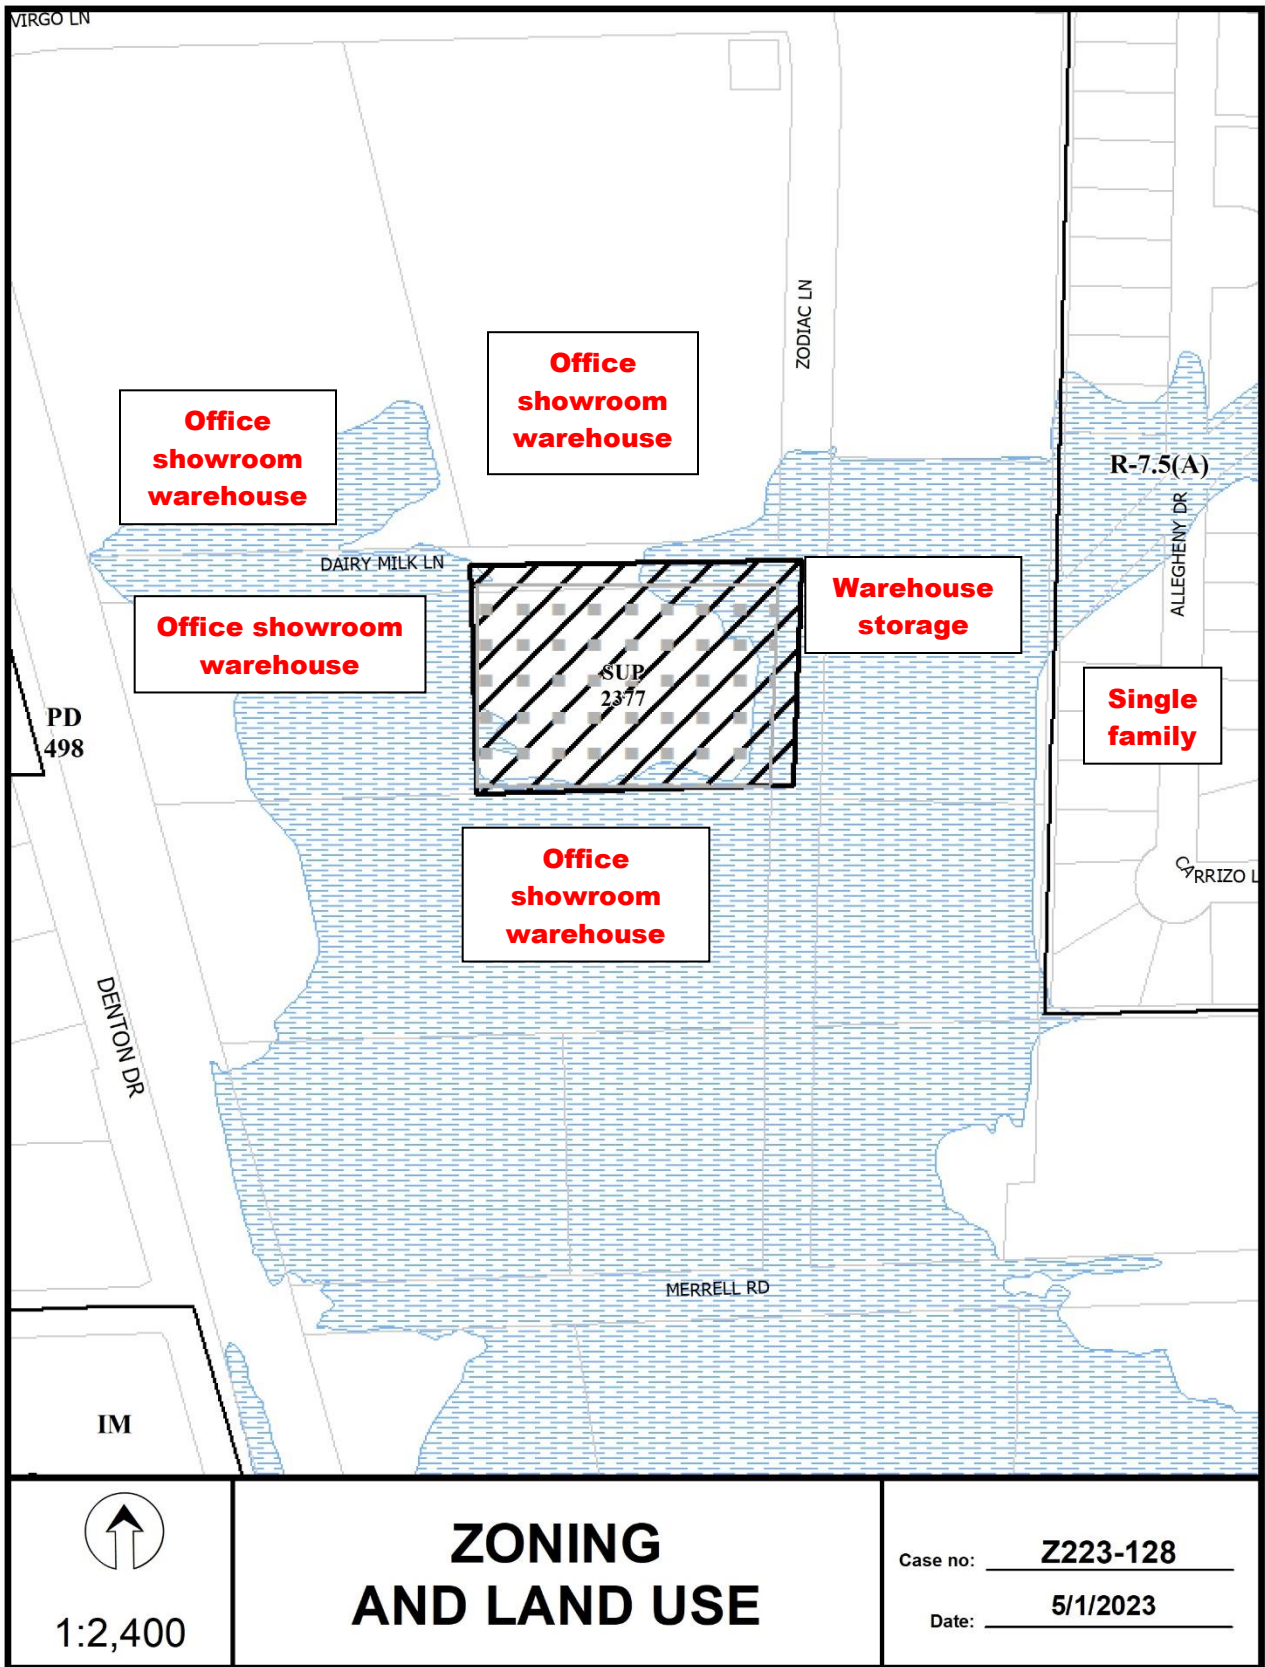 VIRGO LN
ZODIAC LN
Office
showroom
warehouse
Office
showroom
warehouse
R-7.5(A)
ALLEGHENY DR
DAIRY MILK LN
Warehouse
storage
Office showroom
warehouse
SUP
2377
Single
family
PD
498
Office
showroom
warehouse
CARRIZO L
DENTON DR
MERRELL RD
IM
1:2,400
ZONING
AND LAND USE
Case no: Z223-128
Date: 5/1/2023